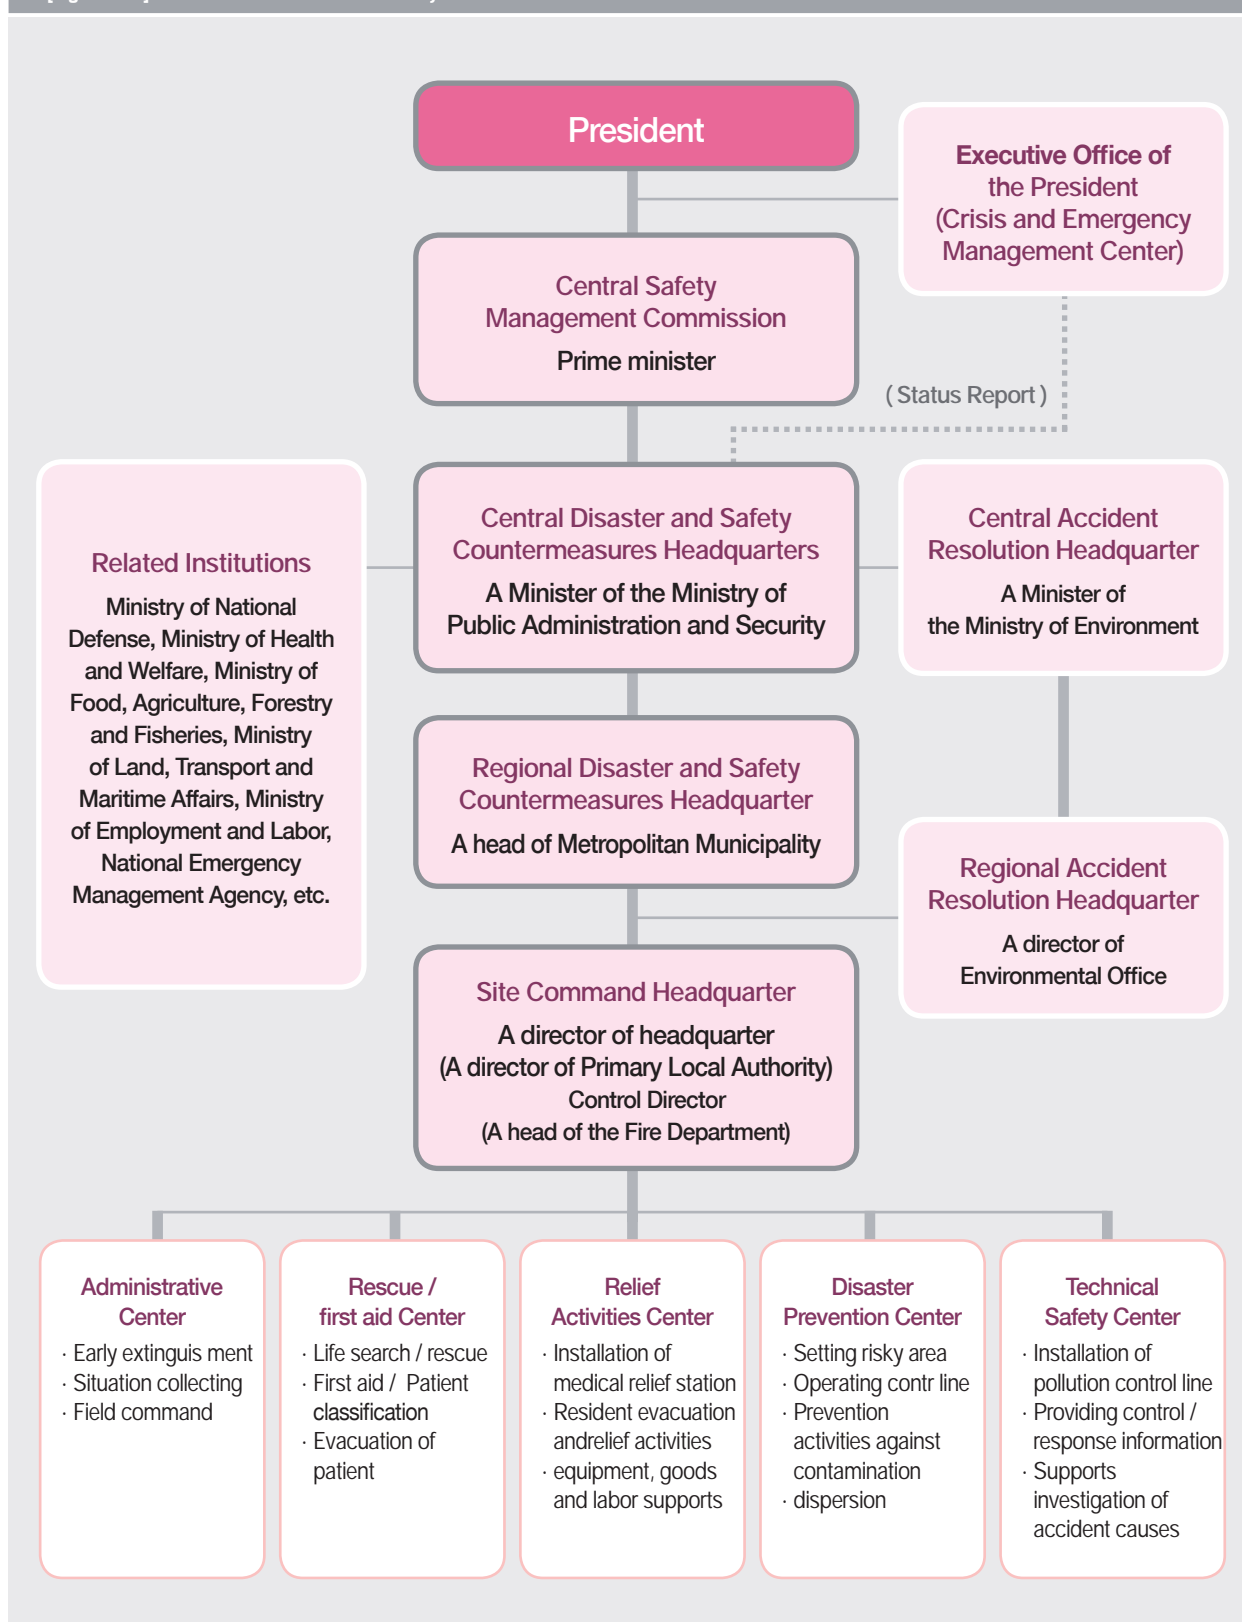 President
Executive Office of
the President
(Crisis and Emergency
Management Center)
Central Safety
Management Commission
Prime minister
( Status Report )
Related Institutions
Ministry of National
Defense, Ministry of Health
and Welfare, Ministry of
Food, Agriculture, Forestry
and Fisheries, Ministry
of Land, Transport and
Maritime Affairs, Ministry
of Employment and Labor,
National Emergency
Management Agency, etc.
Central Disaster and Safety
Countermeasures Headquarters
A Minister of the Ministry of
Public Administration and Security
Central Accident
Resolution Headquarter
A Minister of
the Ministry of Environment
Regional Disaster and Safety
Countermeasures Headquarter
A head of Metropolitan Municipality
Regional Accident
Resolution Headquarter
A director of
Environmental Office
Site Command Headquarter
A director of headquarter
(A director of Primary Local Authority)
Control Director
(A head of the Fire Department)
Administrative
Center
· Early extinguis ment
· Situation collecting
· Field command
Rescue /
first aid Center
· Life search / rescue
· First aid / Patient
classification
· Evacuation of
patient
Relief
Activities Center
· Installation of
medical relief station
· Resident evacuation
andrelief activities
· equipment, goods
and labor supports
Disaster
Prevention Center
· Setting risky area
· Operating contr line
· Prevention
activities against
contamination
· dispersion
Technical
Safety Center
· Installation of
pollution control line
· Providing control /
response information
· Supports
investigation of
accident causes